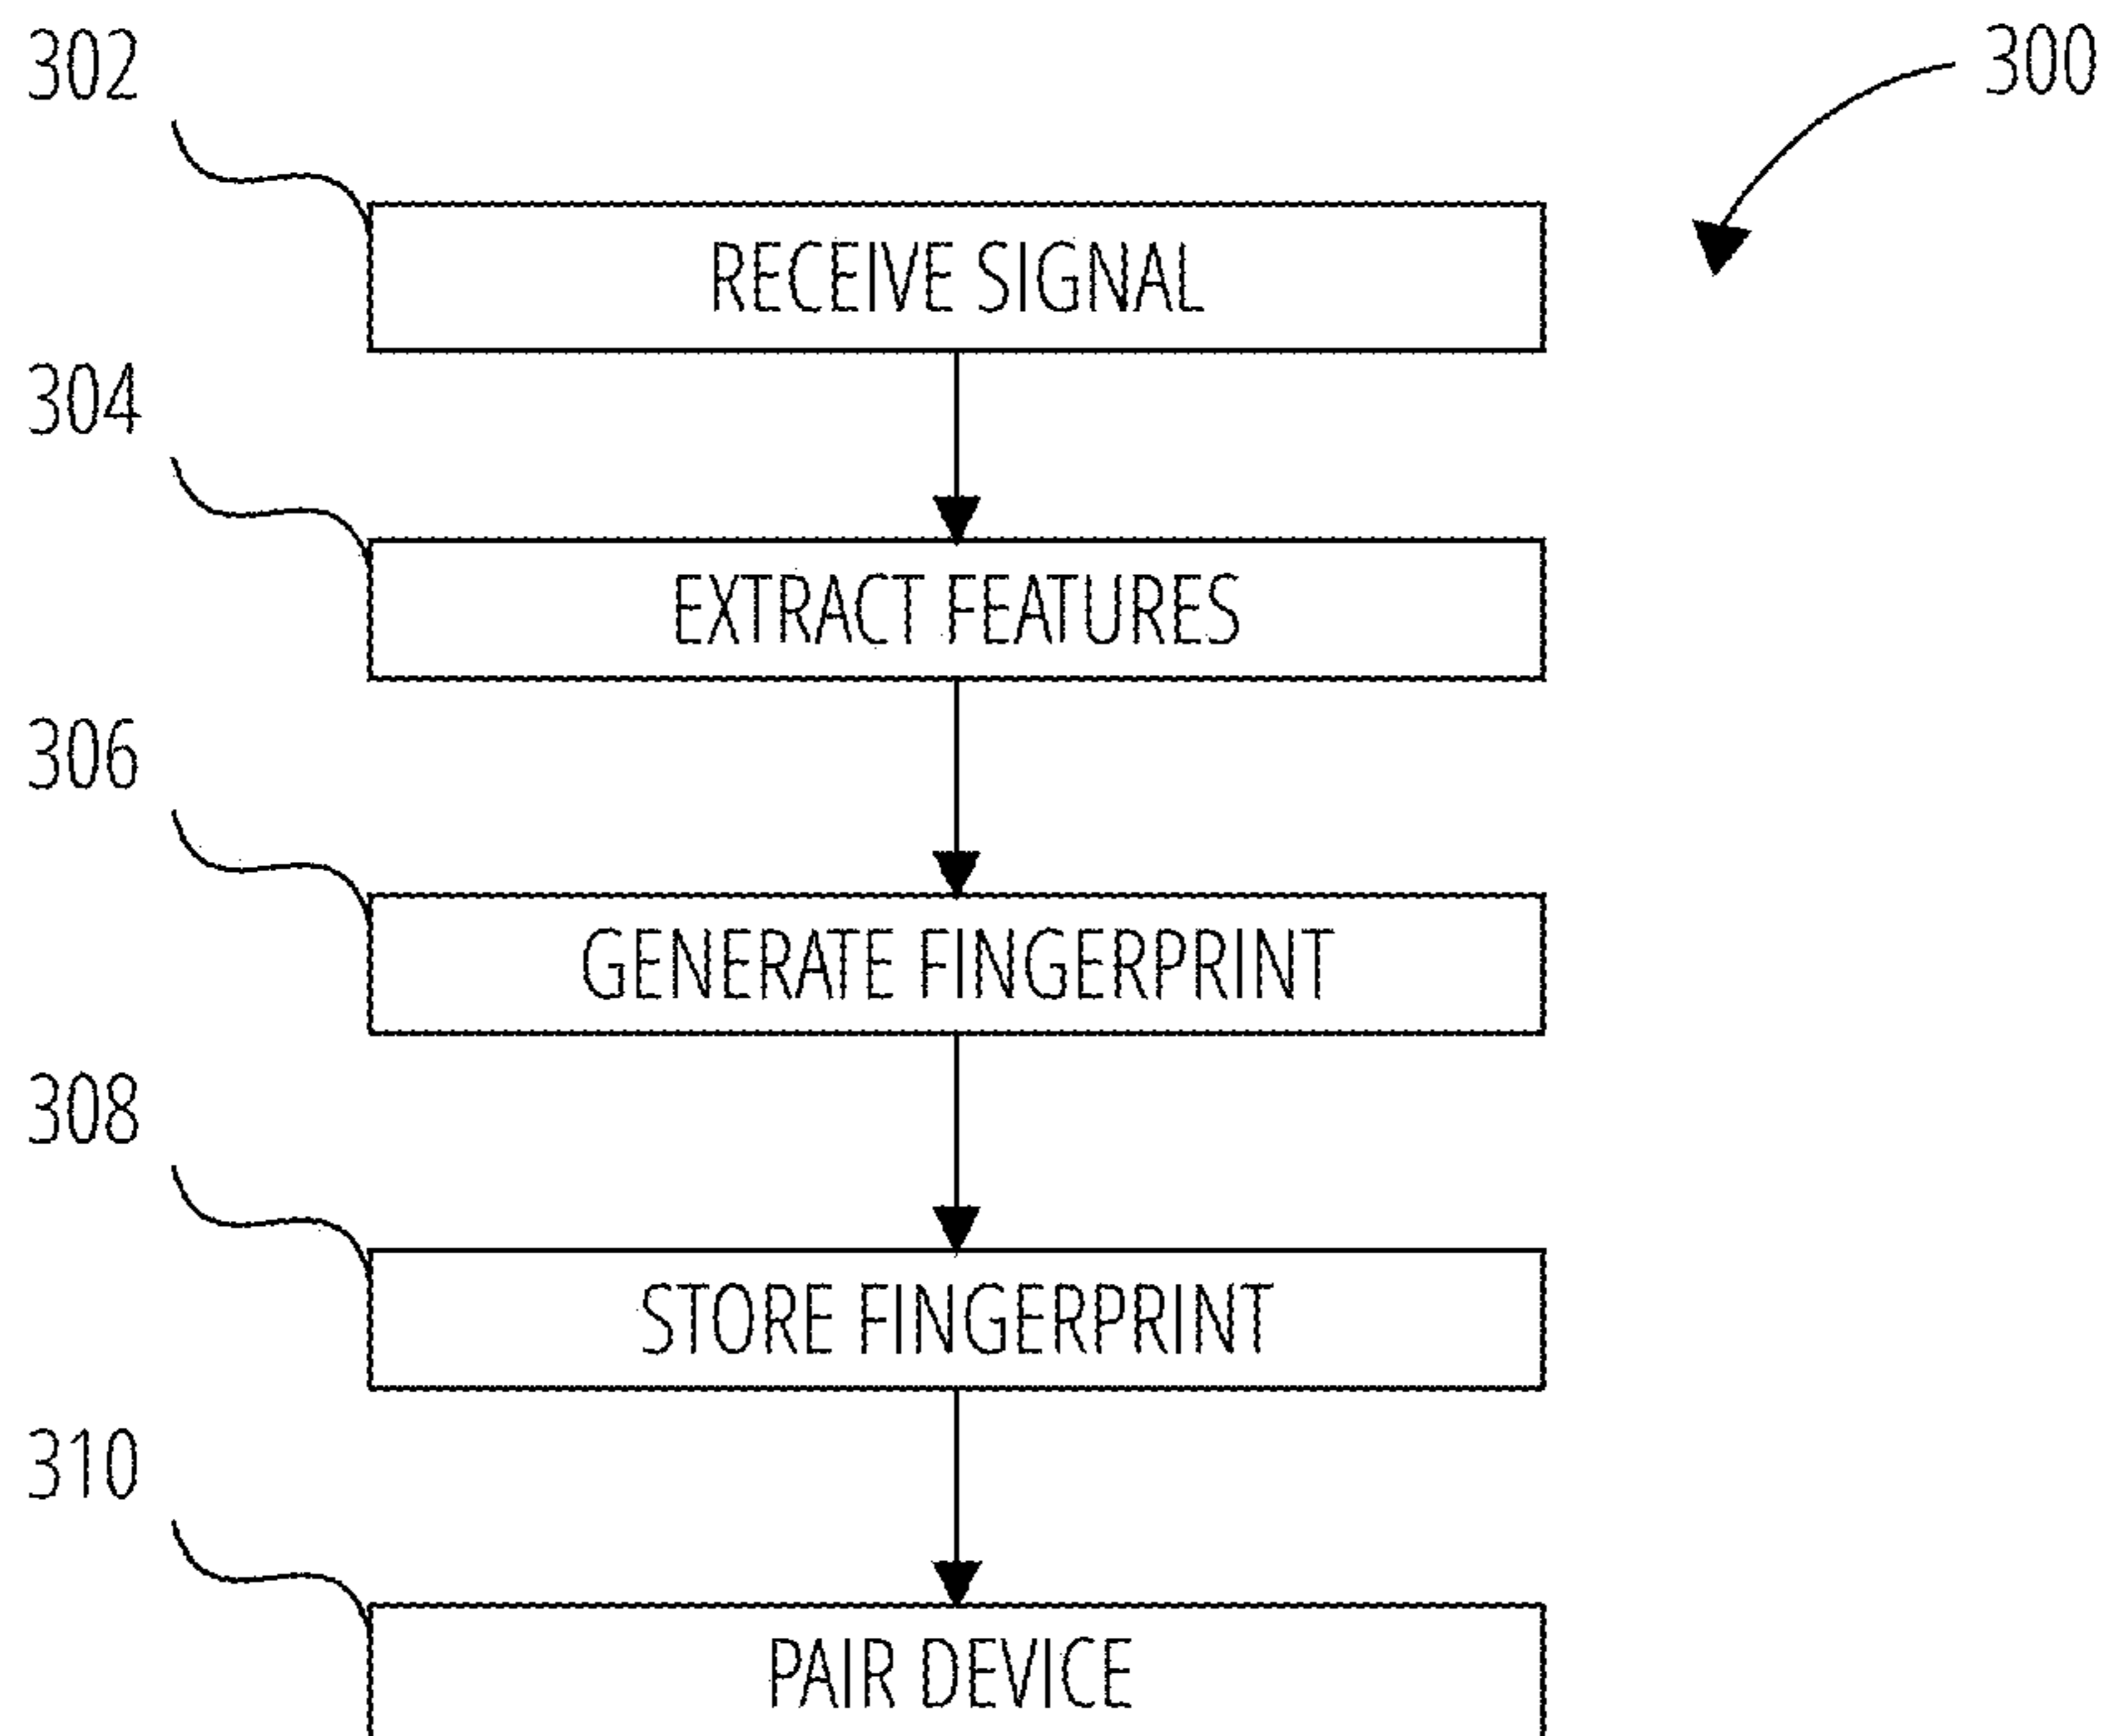 302
300
RECEIVE SIGNAL
304
EXTRACT FEATURES
306
GENERATE FINGERPRINT
308
STORE FINGERPRINT
310
PAIR DEVICE